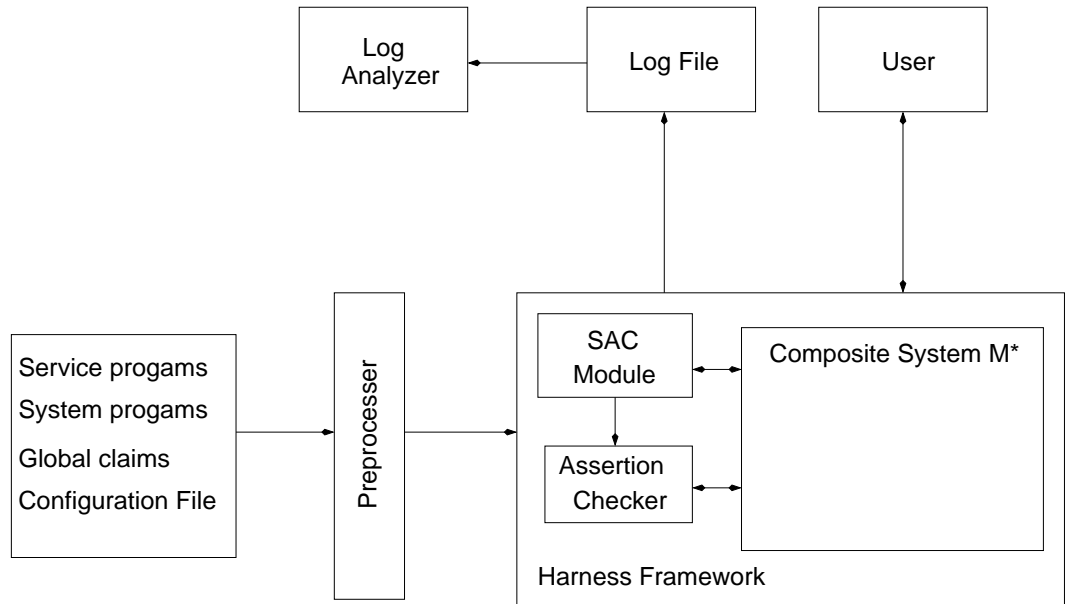 Log
Analyzer
Log File
User
Service progams
System progams
Global claims
Configuration File
Preprocesser
SAC
Module
Composite System M*
Assertion
Checker
Harness Framework